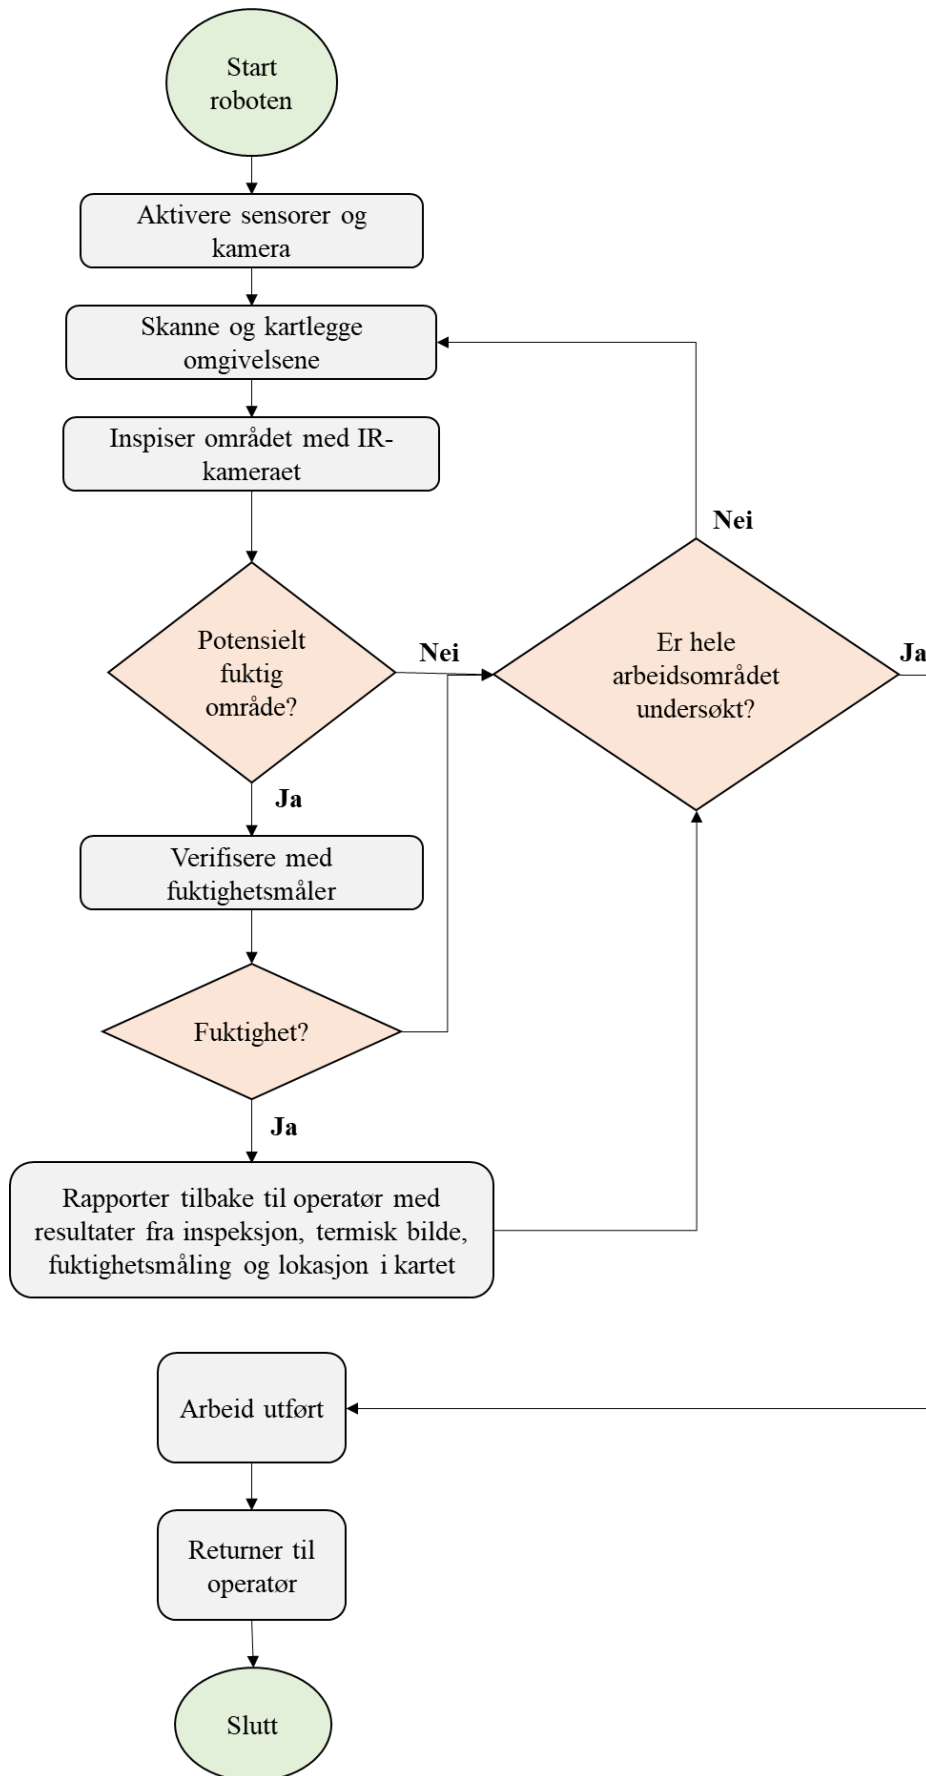 Start
roboten
Aktivere sensorer og
kamera
Skanne og kartlegge
omgivelsene
Inspiser området med IR-
kameraet
Nei
Potensielt
fuktig
område?
Nei
Er hele
arbeidsområdet
undersøkt?
Ja
Ja
Verifisere med
fuktighetsmåler
Fuktighet?
Ja
Rapporter tilbake til operatør med
resultater fra inspeksjon, termisk bilde,
fuktighetsmåling og lokasjon i kartet
Arbeid utført
Returner til
operatør
Slutt